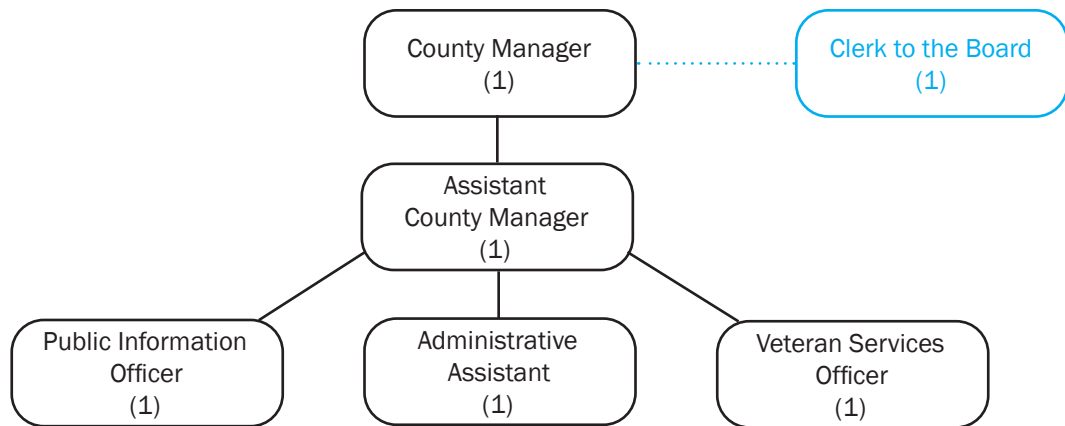 County Manager
(1)
Clerk to the Board
(1)
Assistant
County Manager
(1)
Public Information
Officer
(1)
Administrative
Assistant
(1)
Veteran Services
Officer
(1)